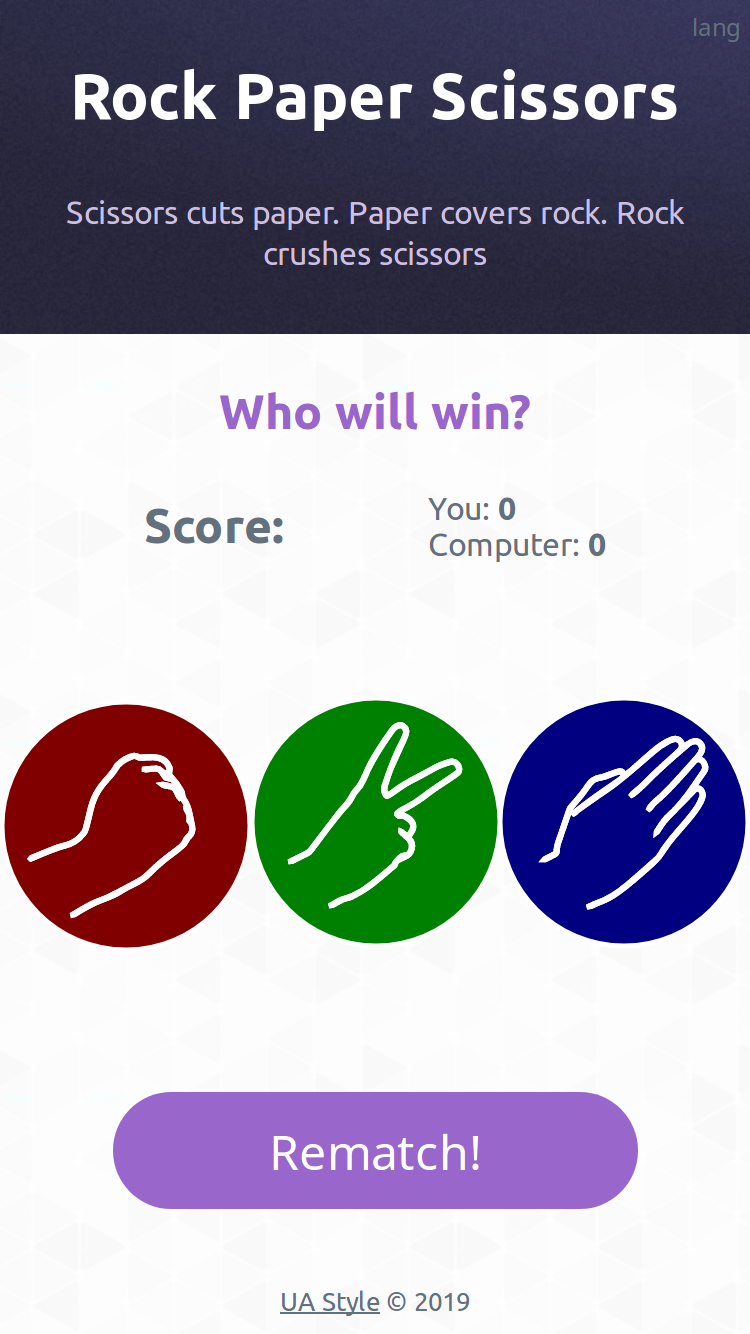 lang
Rock Paper Scissors
Scissors cuts paper. Paper covers rock. Rock
crushes scissors
Who will win?
Score:
You: 0
Computer: 0
Rematch!
UA Style © 2019